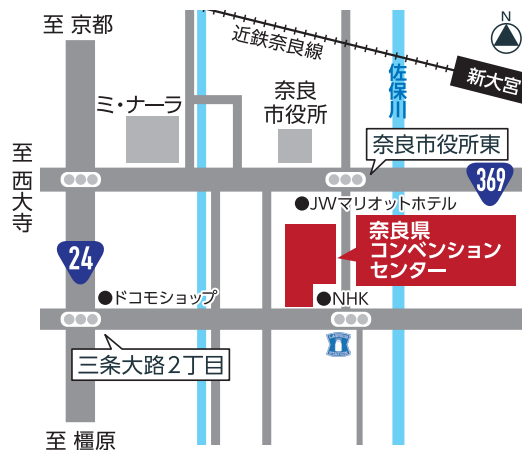 至 京都
N
近鉄奈良線
新大宮
佐保川
ミ・ナーラ
奈良
市役所
奈良市役所東
至
西大寺
369
JWマリオットホテル
奈良県
コンベンション
センター
24
ドコモショップ
NHK
三条大路2丁目
至 橿原